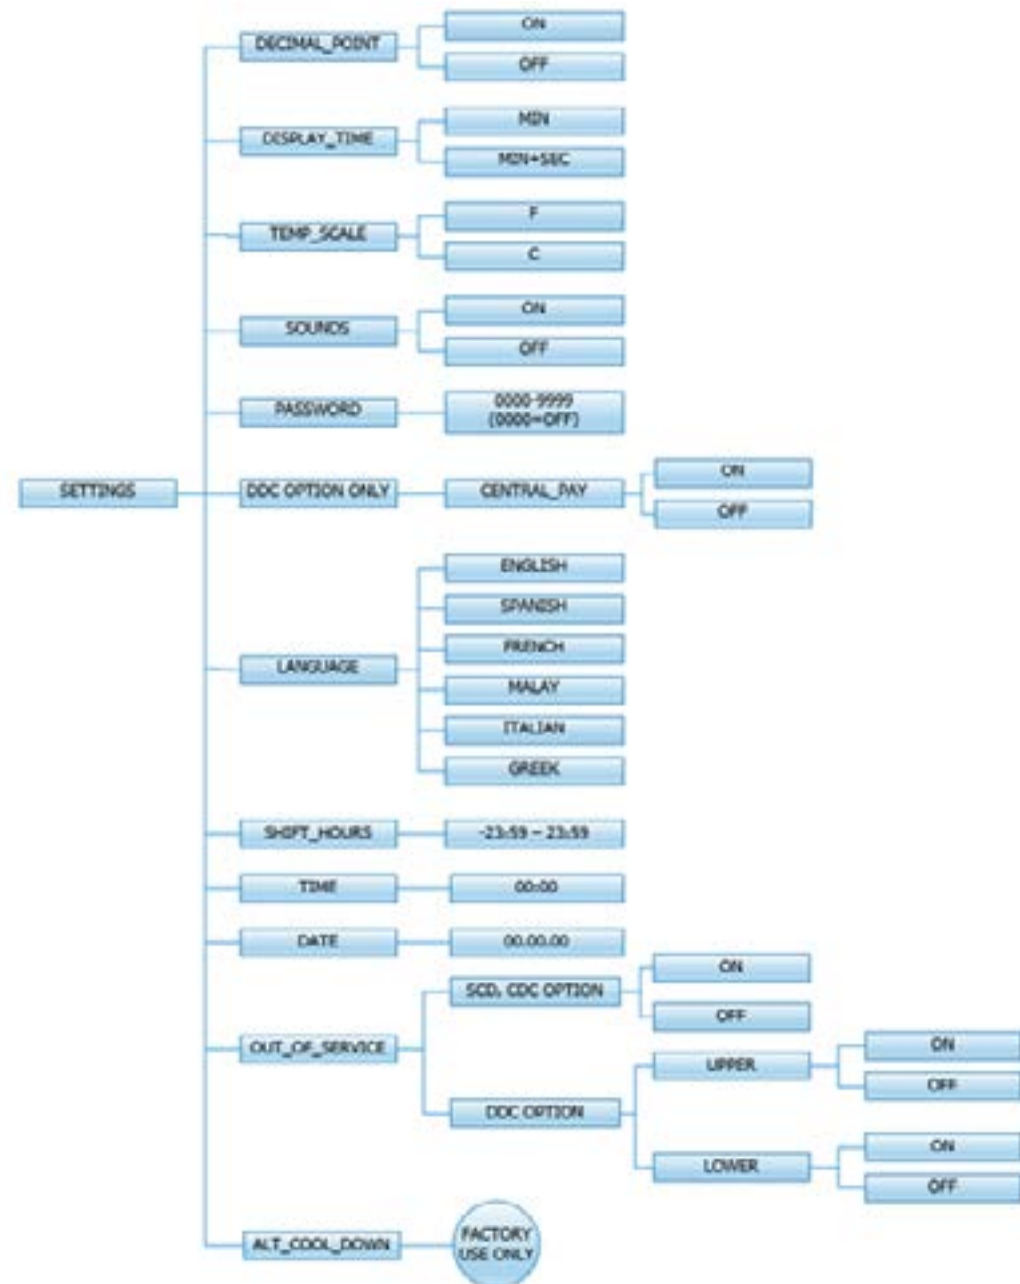 DECIMAL_POINT
ON
OFF
DISPLAY_TIME
MIN
MIN+SEC
TEMP_SCALE
F
C
SOUNDS
ON
OFF
PASSWORD
0000-9999
(0000=OFF)
SETTINGS
DDC OPTION ONLY
CENTRAL_PAY
ON
OFF
LANGUAGE
ENGLISH
SPANISH
FRENCH
MALAY
ITALIAN
GREEK
SHIFT_HOURS
-23:59 – 23:59
TIME
00:00
DATE
00.00.00
OUT_OF_SERVICE
SCD, CDC OPTION
ON
OFF
DDC OPTION
UPPER
ON
OFF
LOWER
ON
OFF
ALT_COOL_DOWN
FACTORY
USE ONLY